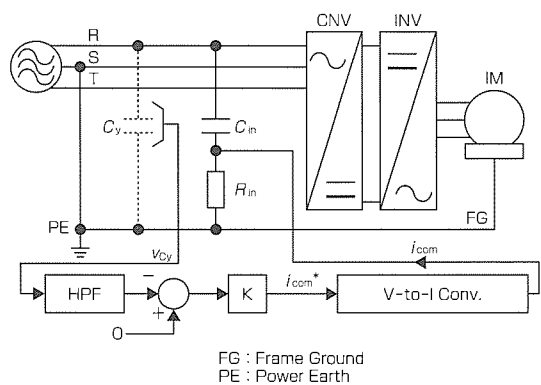 CNV
INV
R
S
T
IM
Cy
Cin
Rin
PE
FG
vCy
icom
HPF
−
+
K
icom*
V-to-I Conv.
0
FG : Frame Ground
PE : Power Earth